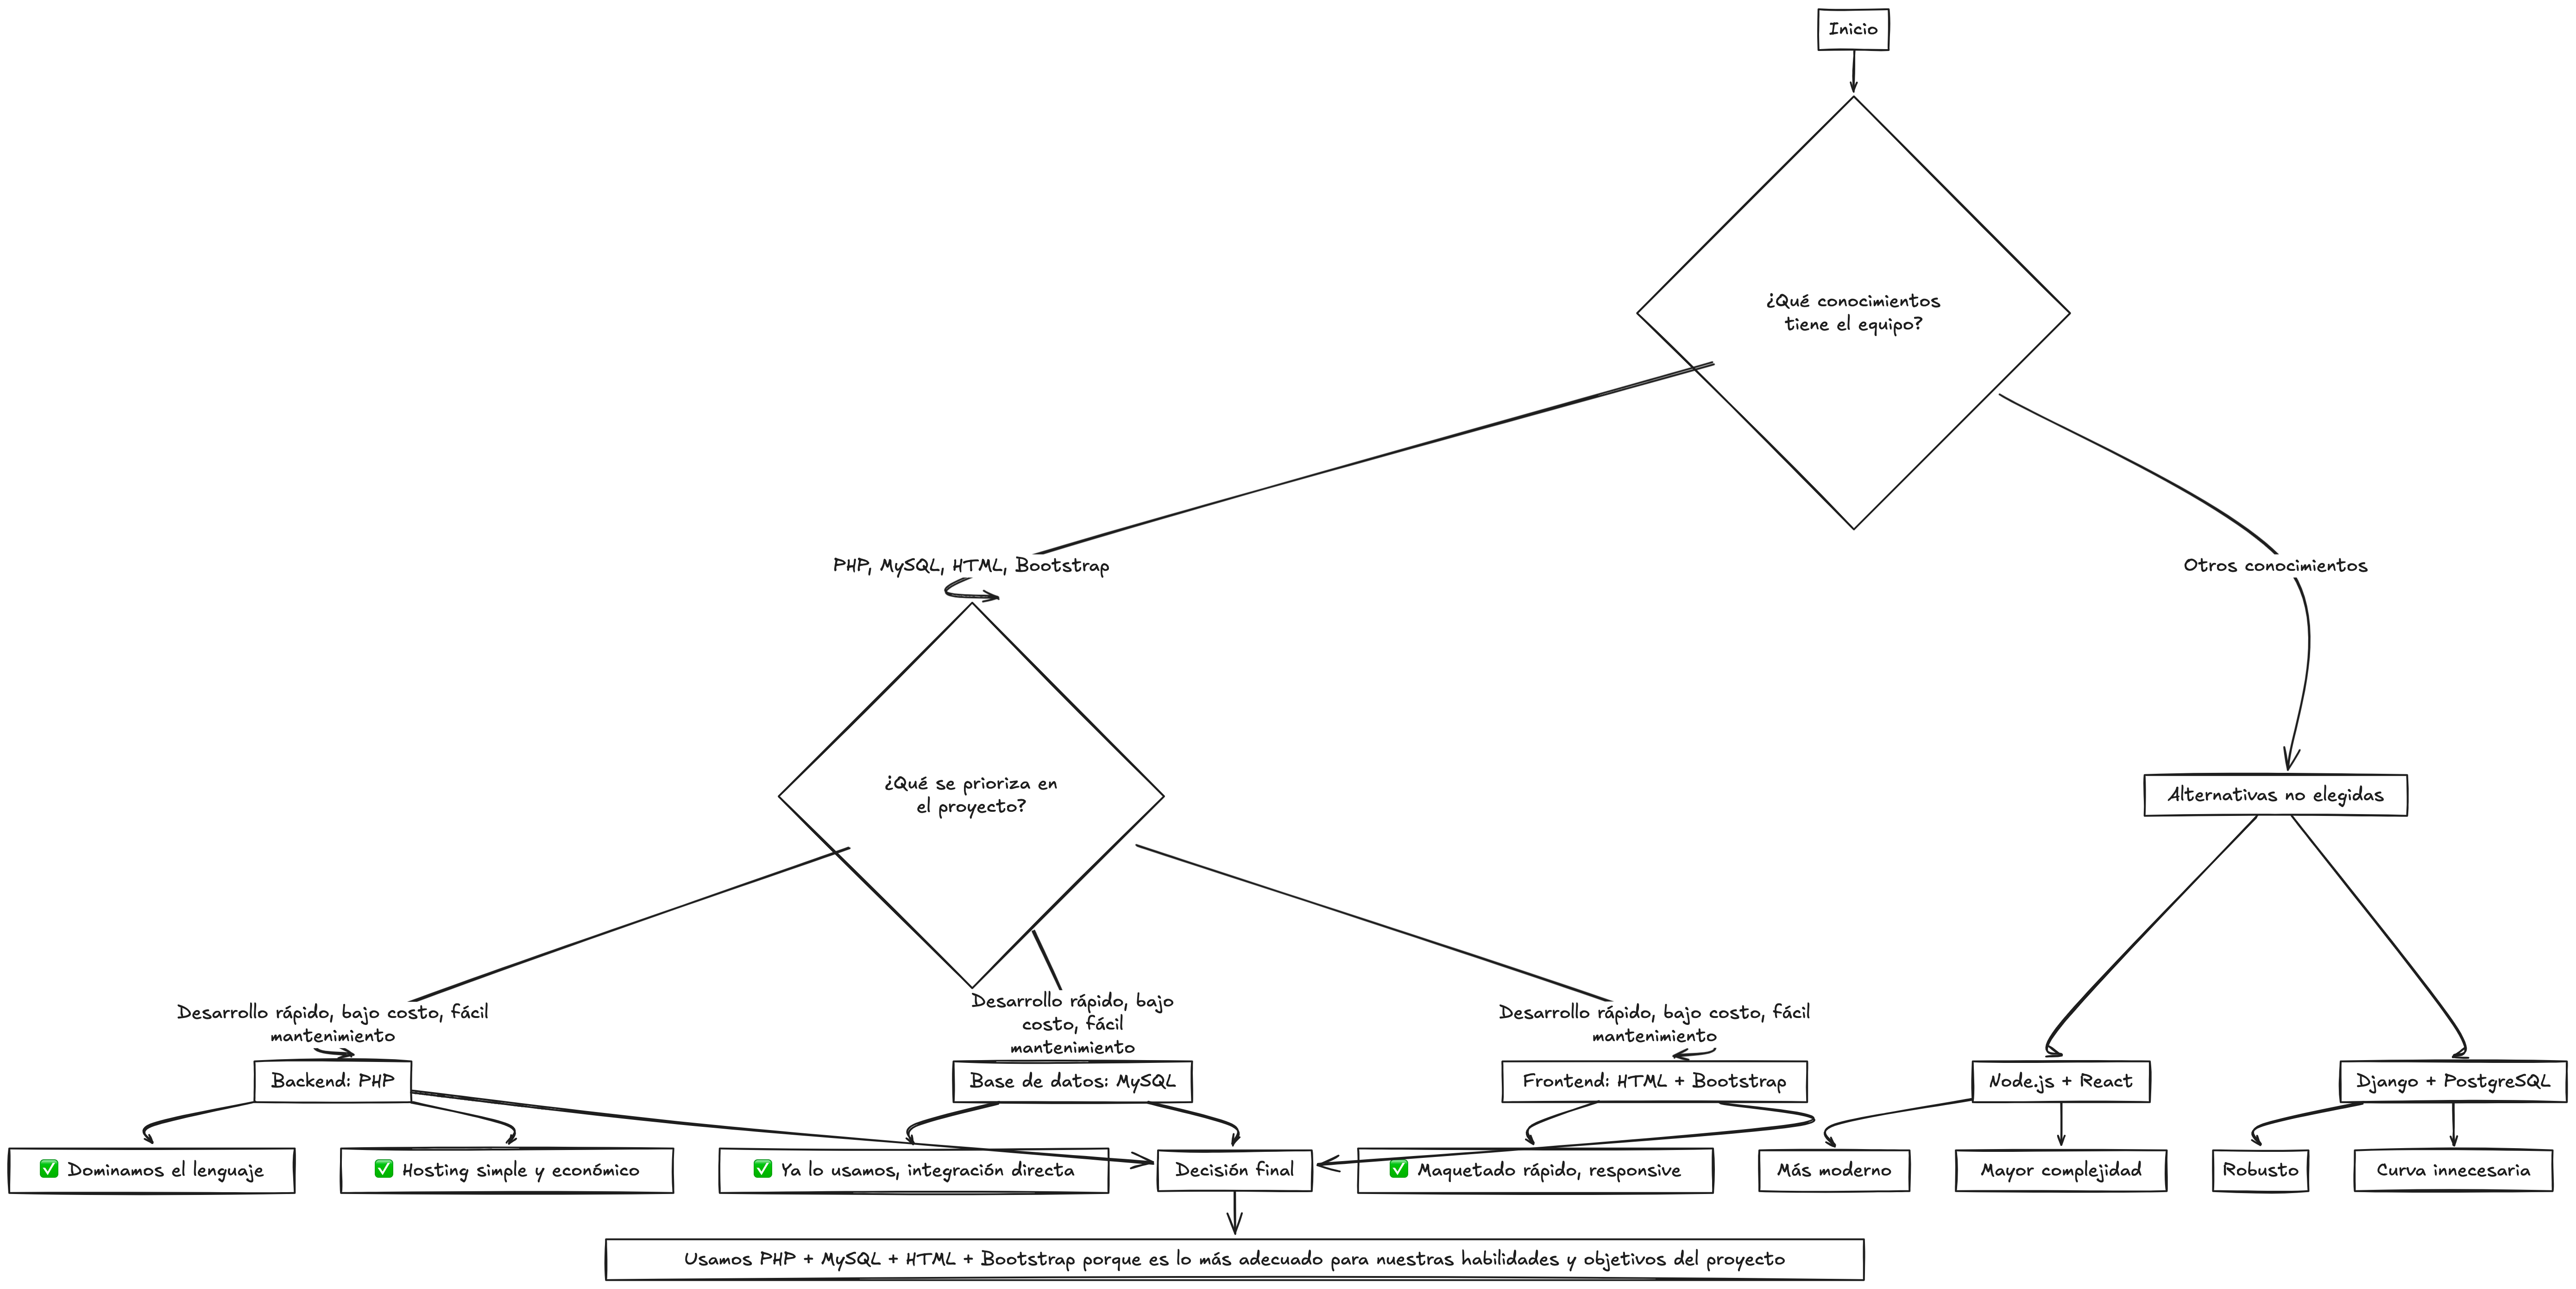 Inicio
¿Qué conocimientos
tiene el equipo?
PHP, MySQL, HTML, Bootstrap
Otros conocimientos
¿Qué se prioriza en
el proyecto?
Alternativas no elegidas
Desarrollo rápido, bajo costo, fácil
mantenimiento
Desarrollo rápido, bajo
costo, fácil
mantenimiento
Desarrollo rápido, bajo costo, fácil
mantenimiento
Backend: PHP
Base de datos: MySQL
Frontend: HTML + Bootstrap
Node.js + React
Django + PostgreSQL
✅ Dominamos el lenguaje
✅ Hosting simple y económico
✅ Ya lo usamos, integración directa
Decisión final
✅ Maquetado rápido, responsive
Más moderno
Mayor complejidad
Robusto
Curva innecesaria
Usamos PHP + MySQL + HTML + Bootstrap porque es lo más adecuado para nuestras habilidades y objetivos del proyecto